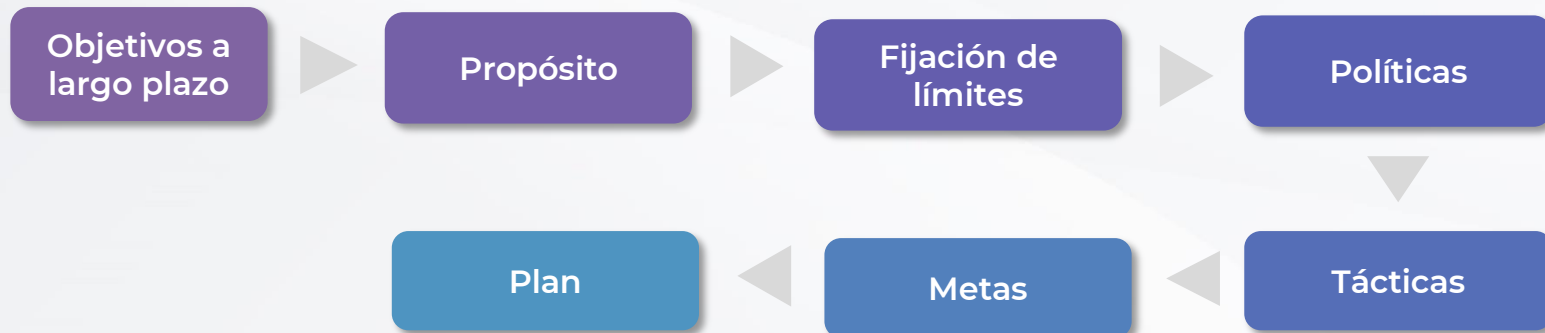 Objetivos a
largo plazo
Propósito
Fijación de
límites
Políticas
Tácticas
Metas
Plan